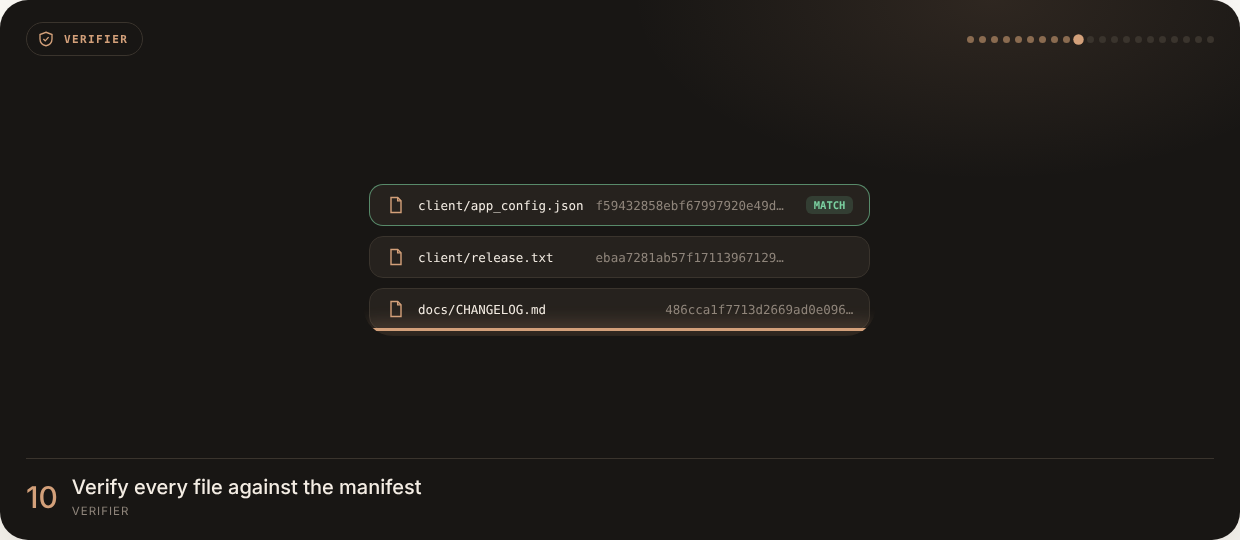 VERIFIER
client/app_config.json f59432858ebf67997920e49d… MATCH
client/release.txt ebaa7281ab57f17113967129…
docs/CHANGELOG.md 486cca1f7713d2669ad0e096…
10 Verify every file against the manifest
VERIFIER